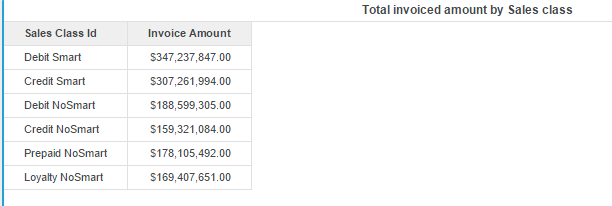 Total invoiced amount by Sales class
Sales Class Id Invoice Amount
Debit Smart $347,237,847.00
Credit Smart $307,261,994.00
Debit NoSmart $188,599,305.00
Credit NoSmart $159,321,084.00
Prepaid NoSmart $178,105,492.00
Loyalty NoSmart $169,407,651.00